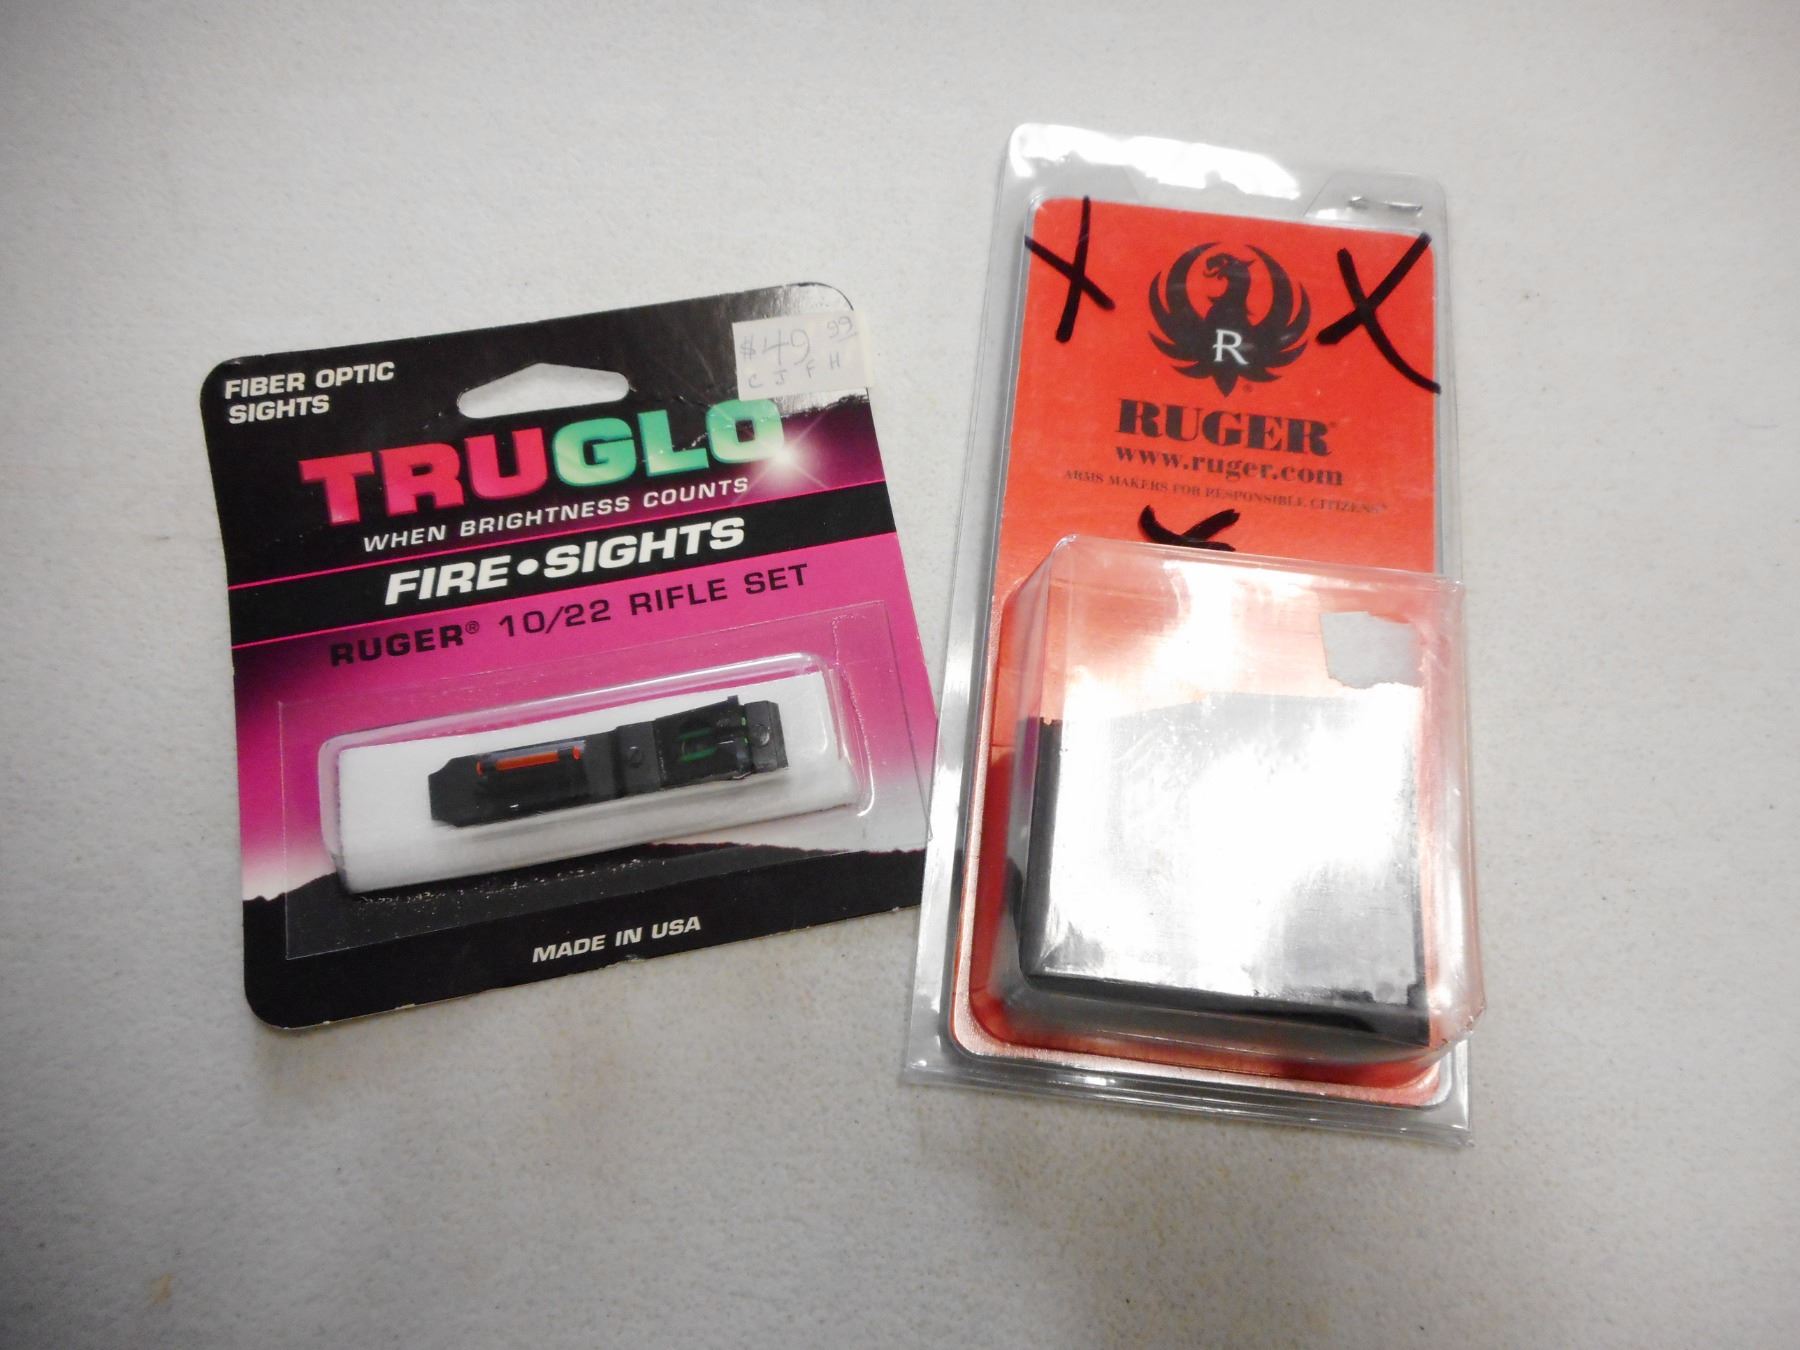 FIBER OPTIC
SIGHTS
$49.99
C J F H
TRUGLO
WHEN BRIGHTNESS COUNTS
FIRE•SIGHTS
RUGER® 10/22 RIFLE SET
MADE IN USA
X X
R
RUGER®
www.ruger.com
ARMS MAKERS FOR RESPONSIBLE CITIZENS®
X